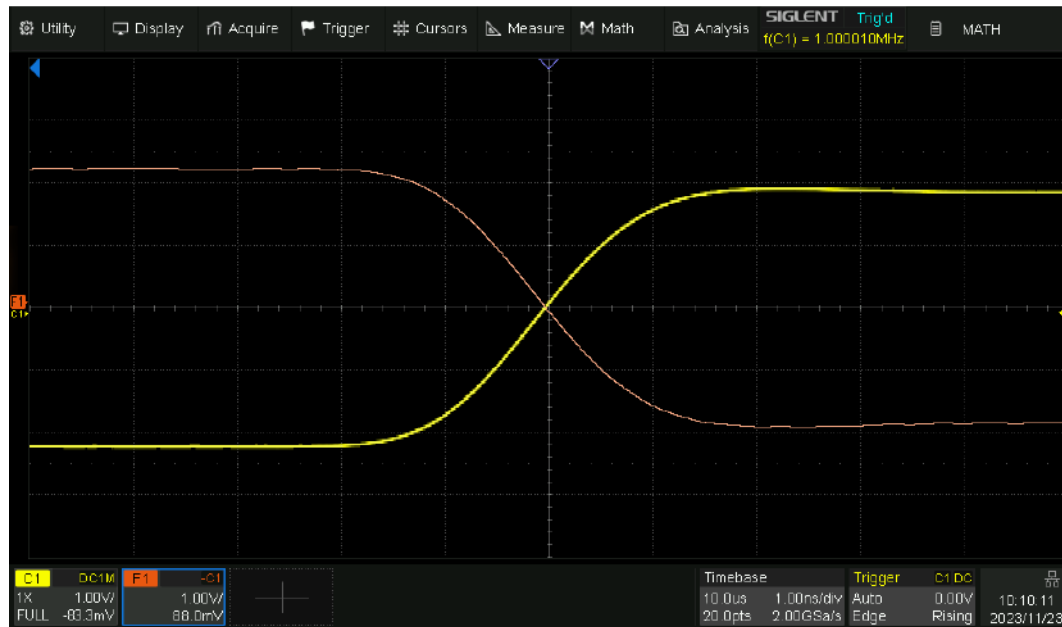 Utility Display Acquire Trigger Cursors Measure Math Analysis SIGLENT Trig'd MATH
f(C1) = 1.000010MHz
F1
C1
C1 DC1M F1 -C1 Timebase Trigger C1 DC
1X 1.00V/ 1.00V/ 10.0us 1.00ns/div Auto 0.00V 10:10:11
FULL -83.3mV 88.0mV 20.0pts 2.00GSa/s Edge Rising 2023/11/23